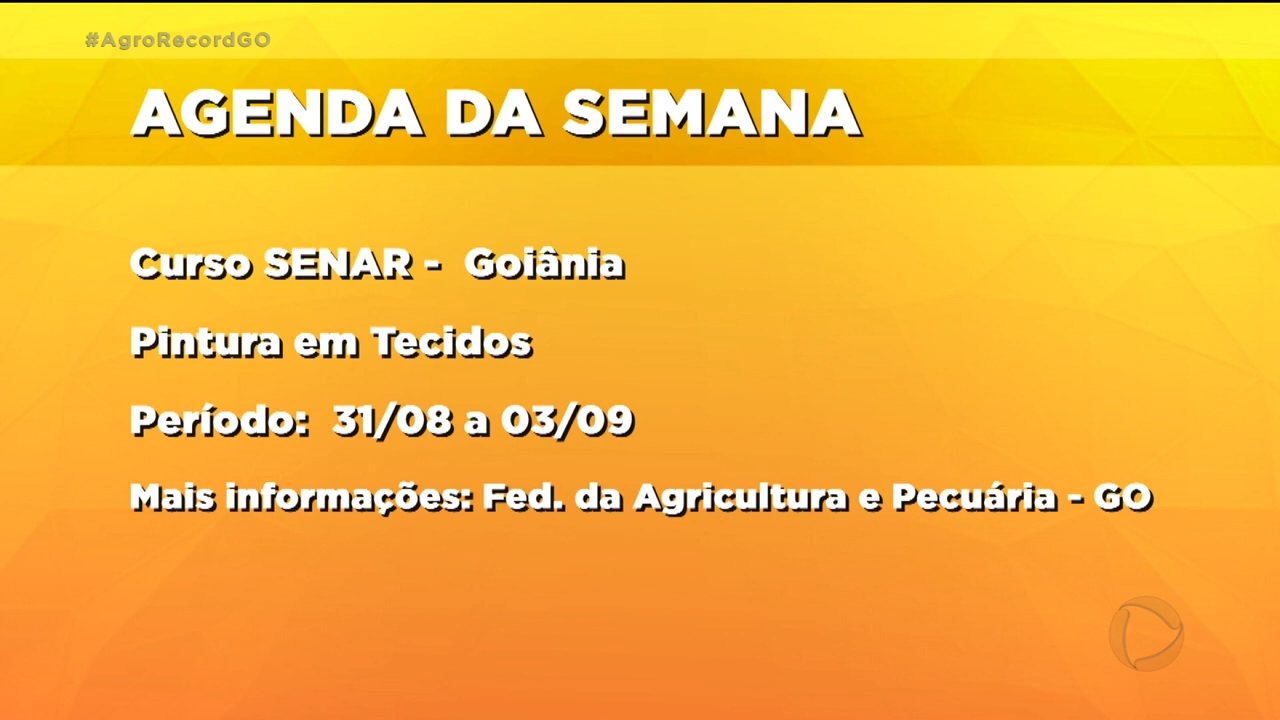 #AgroRecordGO
AGENDA DA SEMANA
Curso SENAR - Goiânia
Pintura em Tecidos
Período: 31/08 a 03/09
Mais informações: Fed. da Agricultura e Pecuária - GO